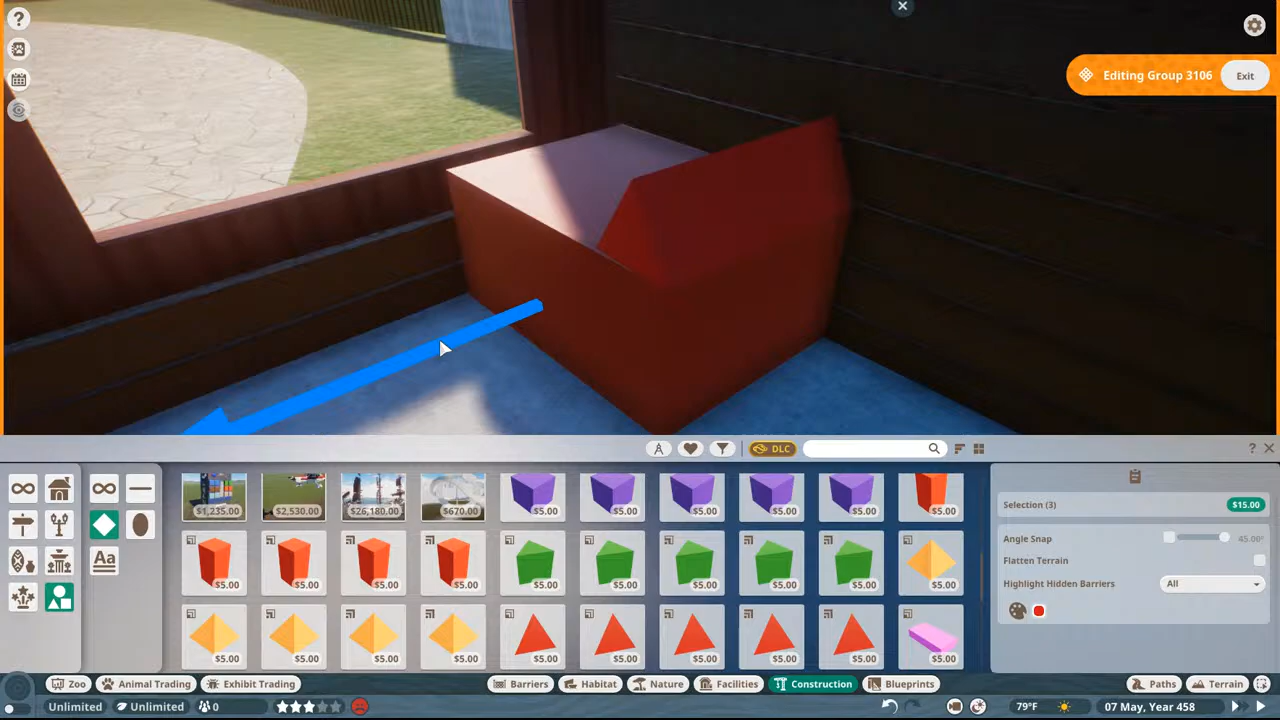 ?
Editing Group 3106 Exit
DLC
? 
$1,235.00 $2,530.00 $26,180.00 $670.00 $5.00 $5.00 $5.00 $5.00 $5.00 $5.00
$5.00 $5.00 $5.00 $5.00 $5.00 $5.00 $5.00 $5.00 $5.00 $5.00
$5.00 $5.00 $5.00 $5.00 $5.00 $5.00 $5.00 $5.00 $5.00 $5.00
Aa
Selection (3) $15.00
Angle Snap 45.00°
Flatten Terrain
Highlight Hidden Barriers All
Zoo Animal Trading Exhibit Trading Barriers Habitat Nature Facilities Construction Blueprints Paths Terrain
Unlimited Unlimited 0 79°F 07 May, Year 458